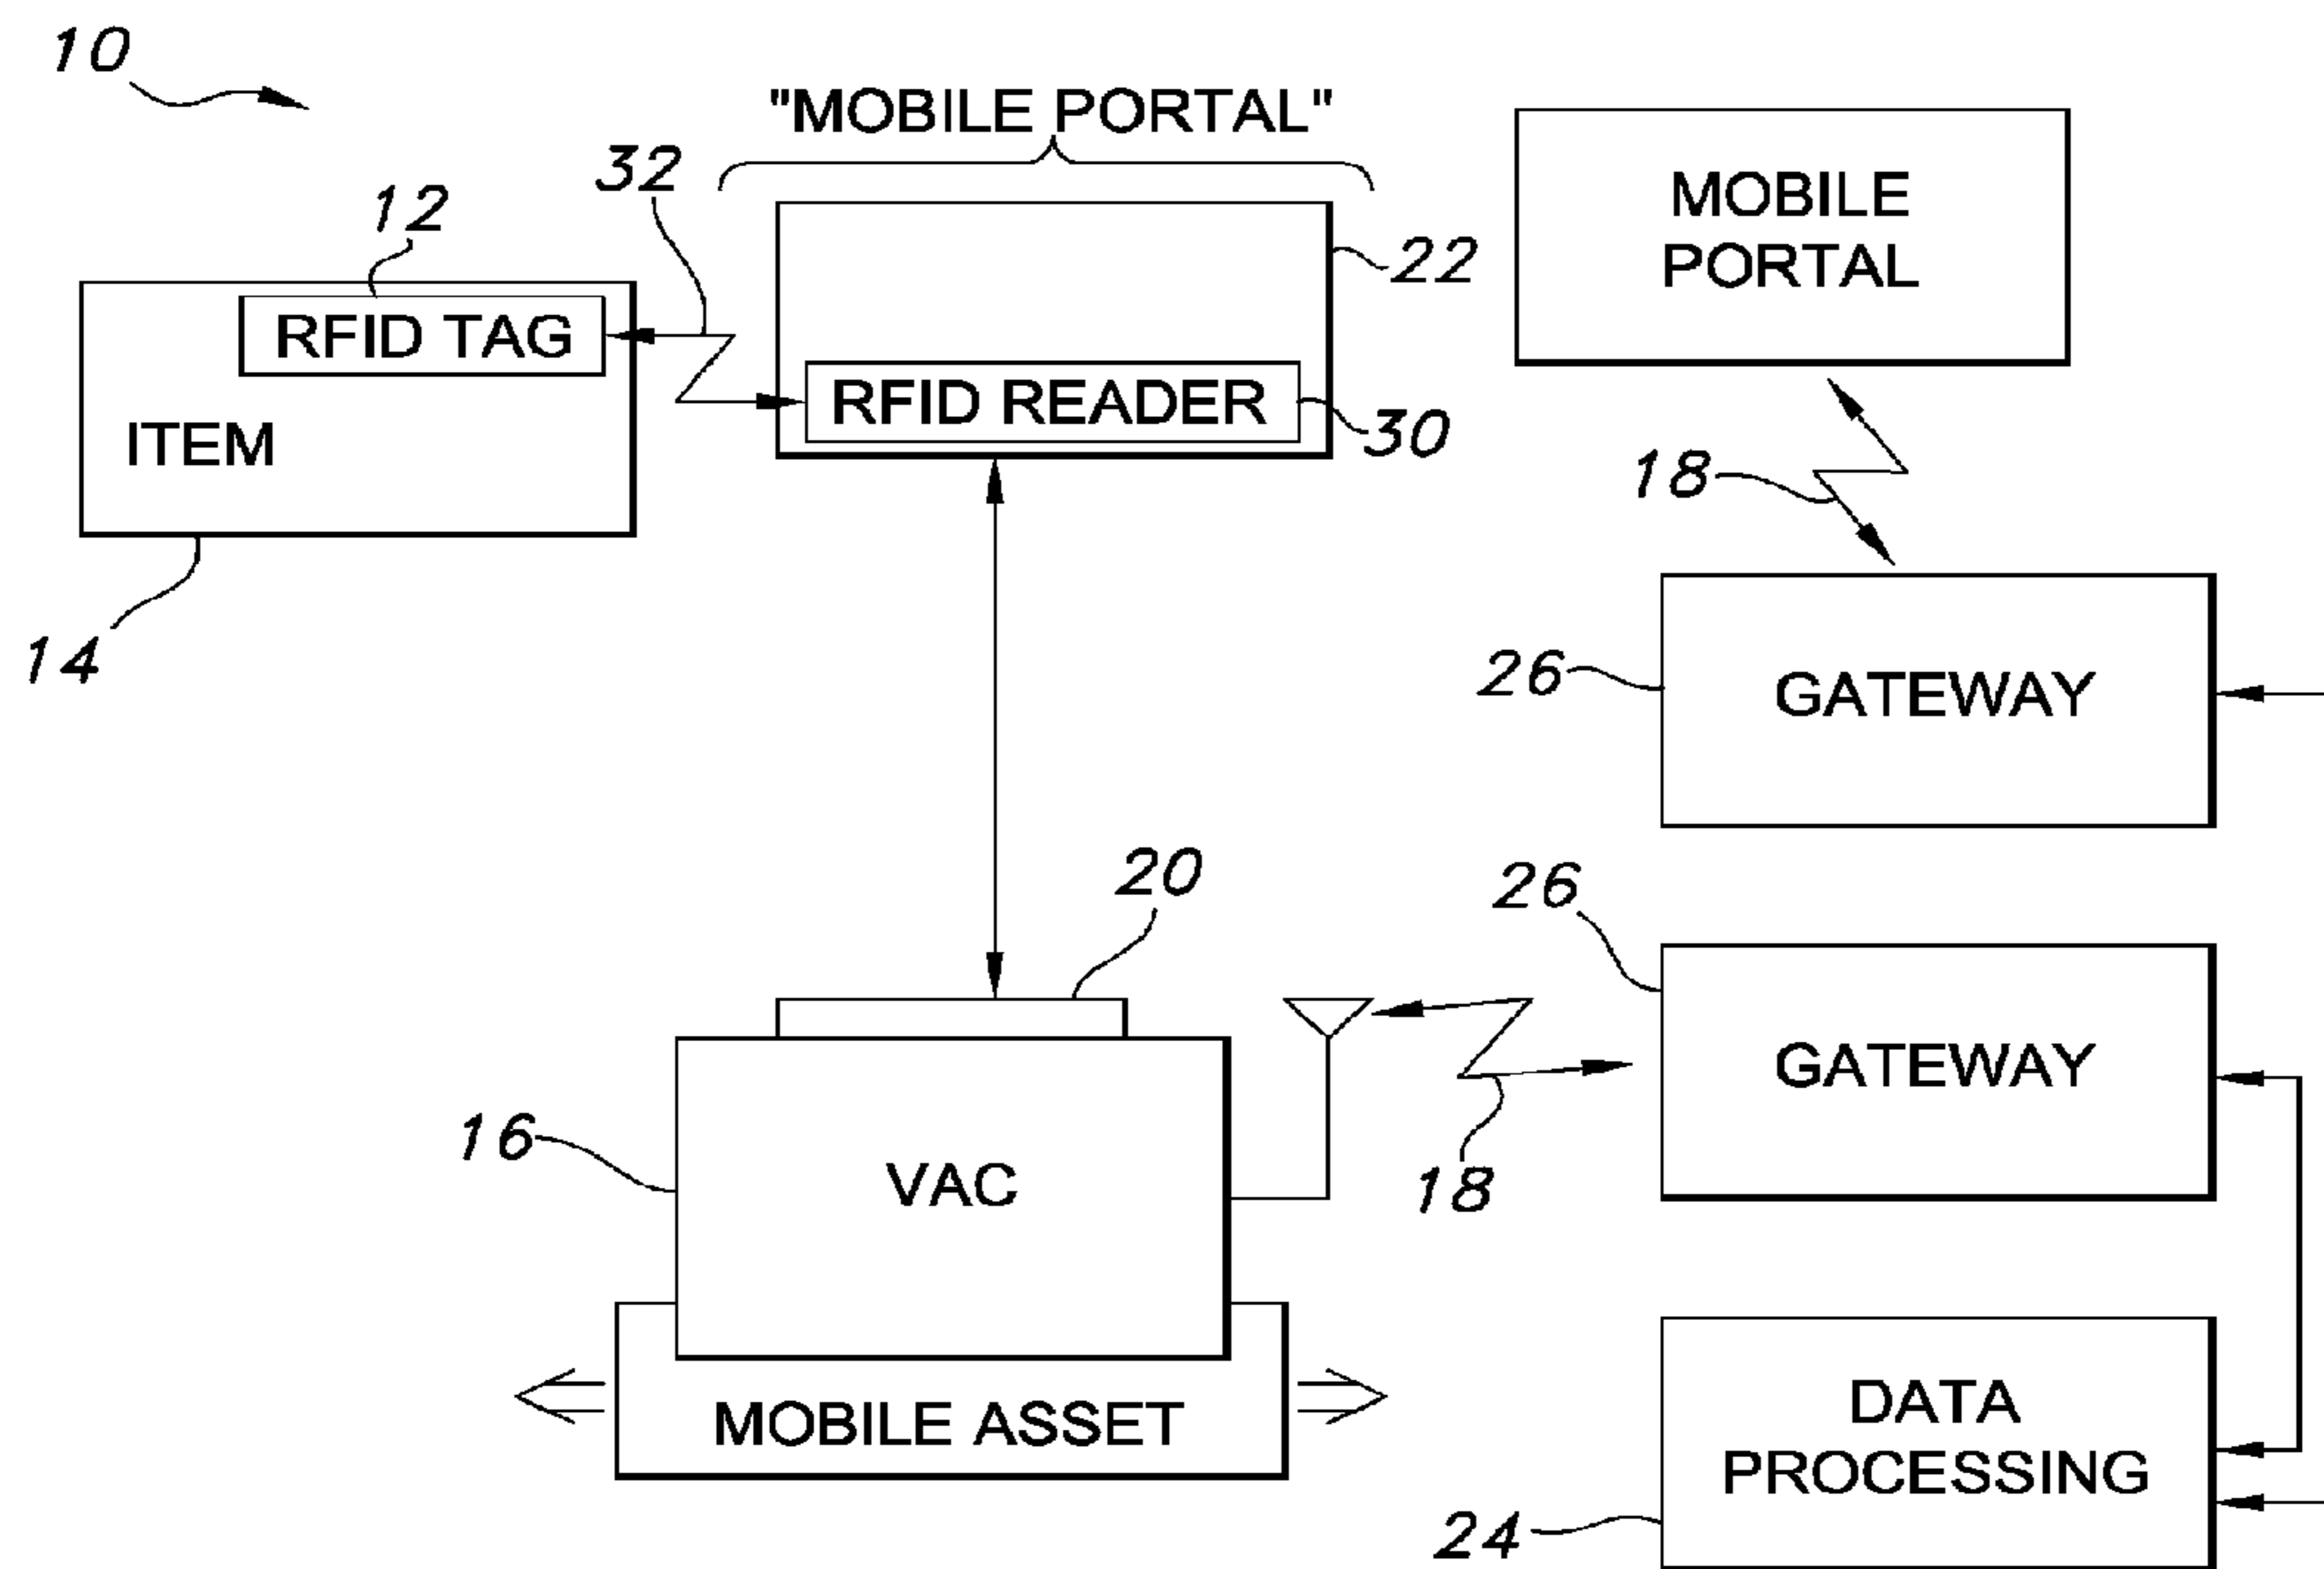 10
"MOBILE PORTAL"
32
12
22
MOBILE
PORTAL
RFID TAG
RFID READER
30
ITEM
18
14
26
GATEWAY
20
26
GATEWAY
16
VAC
18
MOBILE ASSET
DATA
PROCESSING
24